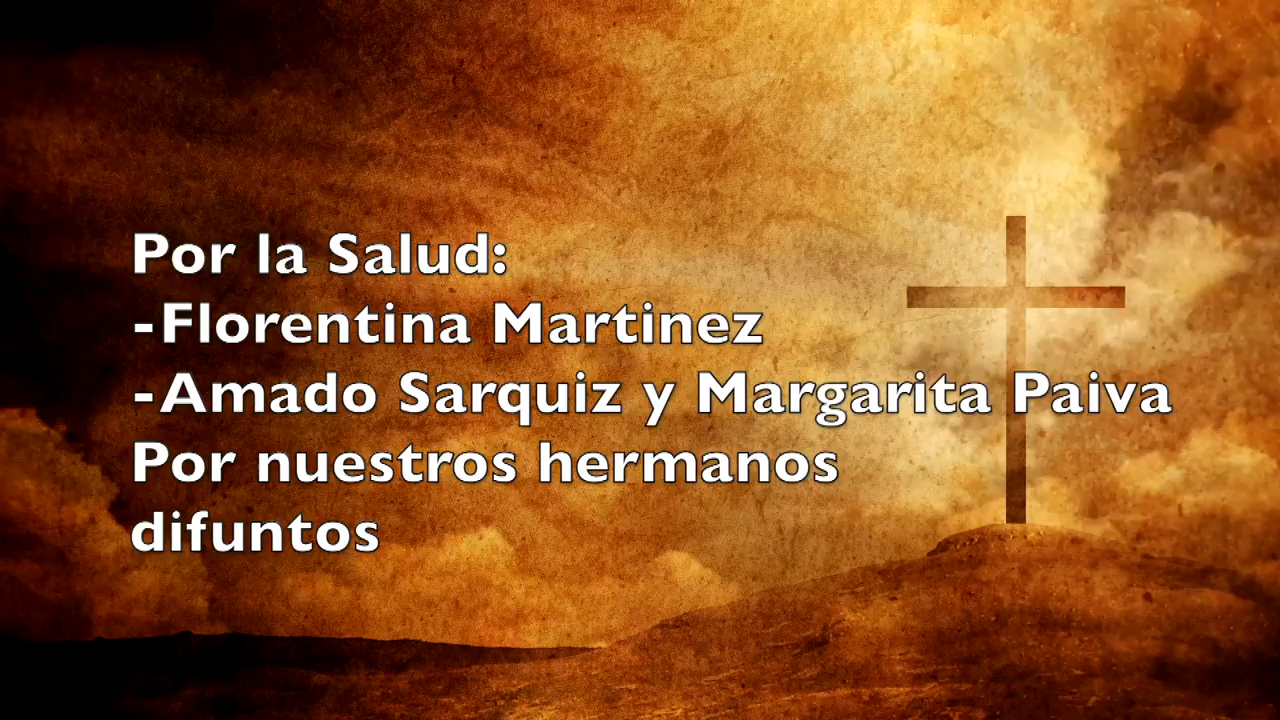 Por la Salud:
-Florentina Martinez
-Amado Sarquiz y Margarita Paiva
Por nuestros hermanos
difuntos